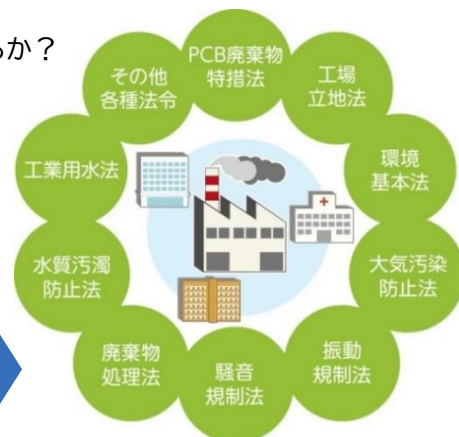 か？
PCB廃棄物
特措法
工場
立地法
環境
基本法
大気汚染
防止法
振動
規制法
騒音
規制法
廃棄物
処理法
水質汚濁
防止法
工業用水法
その他
各種法令